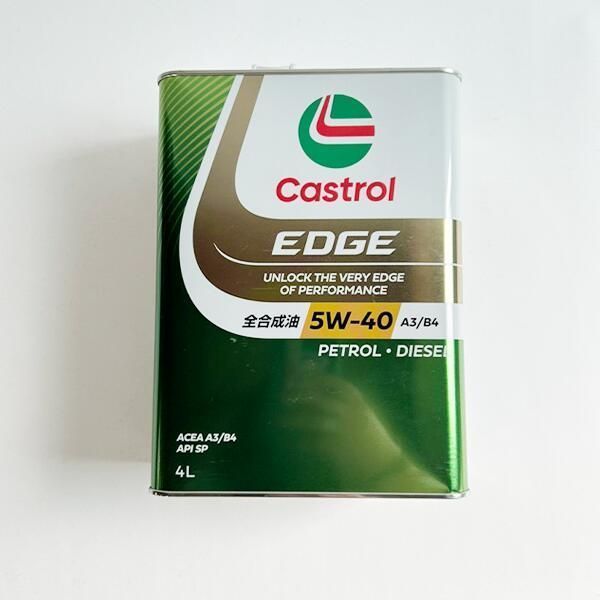 Castrol
EDGE
UNLOCK THE VERY EDGE
OF PERFORMANCE
全合成油 5W-40 A3/B4
PETROL • DIESEL
ACEA A3/B4
API SP
4L